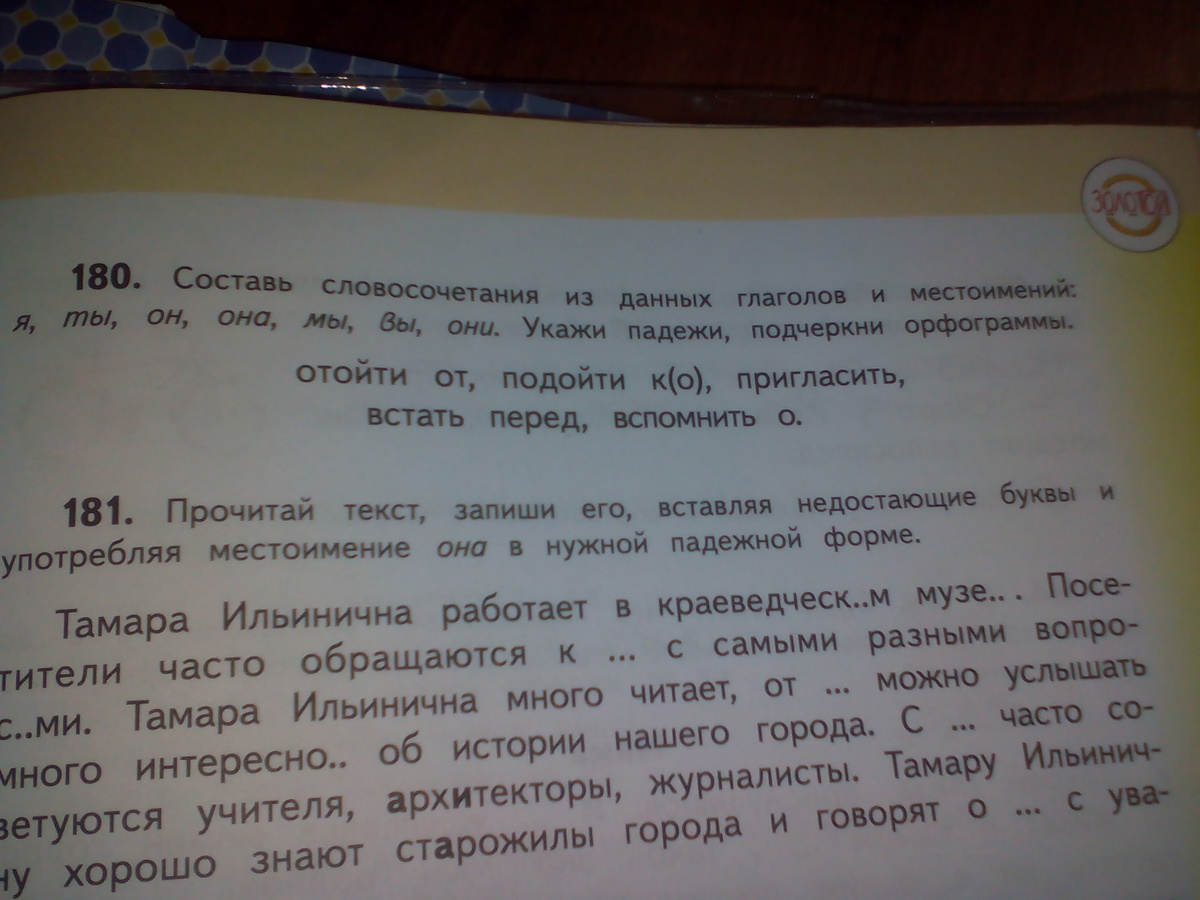 ЗОЛОТОЙ
180. Составь словосочетания из данных глаголов и местоимений:
я, ты, он, она, мы, вы, они. Укажи падежи, подчеркни орфограммы.
отойти от, подойти к(о), пригласить,
встать перед, вспомнить о.
181. Прочитай текст, запиши его, вставляя недостающие буквы и
употребляя местоимение она в нужной падежной форме.
Тамара Ильинична работает в краеведческ..м музе.. . Посе-
тители часто обращаются к ... с самыми разными вопро-
с..ми. Тамара Ильинична много читает, от ... можно услышать
много интересно.. об истории нашего города. С ... часто со-
ветуются учителя, архитекторы, журналисты. Тамару Ильинич-
ну хорошо знают старожилы города и говорят о ... с ува-